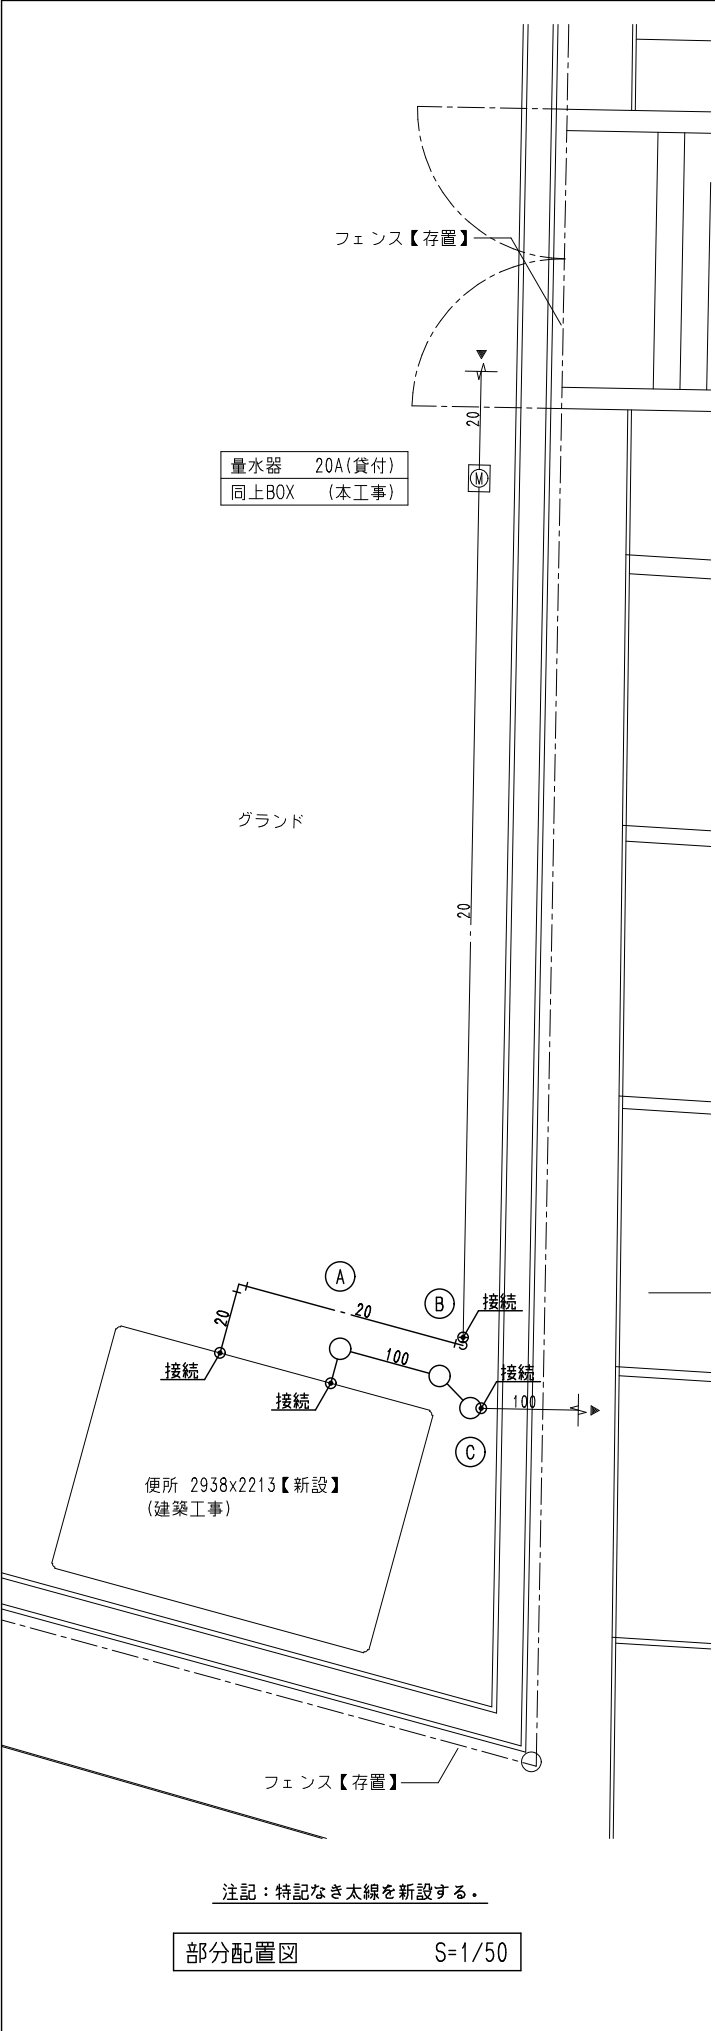 フェンス【存置】
20
量水器 20A(貸付)
M
同上BOX (本工事)
グランド
20
A
B
接続
20
20
100
接続
接続
接続
100
C
便所 2938x2213【新設】
(建築工事)
フェンス【存置】
注記：特記なき太線を新設する。
部分配置図 S=1/50